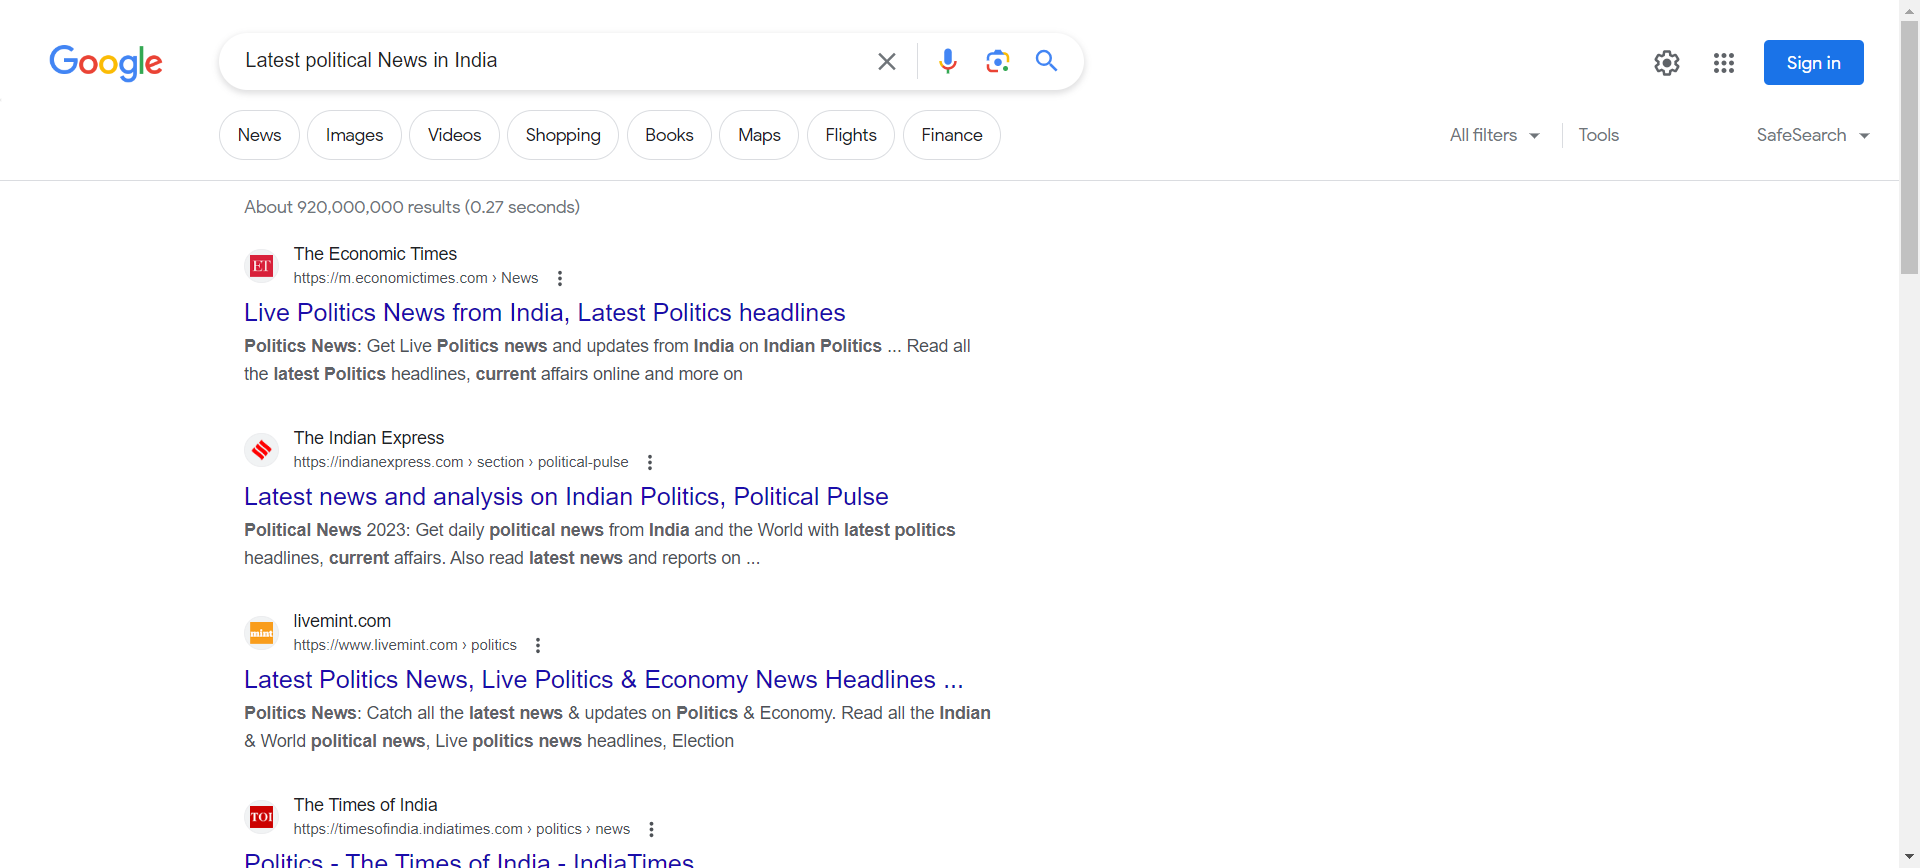 Google
Latest political News in India
Sign in
News Images Videos Shopping Books Maps Flights Finance All filters Tools SafeSearch
About 920,000,000 results (0.27 seconds)
ET
The Economic Times
https://m.economictimes.com › News
Live Politics News from India, Latest Politics headlines
Politics News: Get Live Politics news and updates from India on Indian Politics ... Read all
the latest Politics headlines, current affairs online and more on
The Indian Express
https://indianexpress.com › section › political-pulse
Latest news and analysis on Indian Politics, Political Pulse
Political News 2023: Get daily political news from India and the World with latest politics
headlines, current affairs. Also read latest news and reports on ...
mint
livemint.com
https://www.livemint.com › politics
Latest Politics News, Live Politics & Economy News Headlines ...
Politics News: Catch all the latest news & updates on Politics & Economy. Read all the Indian
& World political news, Live politics news headlines, Election
TOI
The Times of India
https://timesofindia.indiatimes.com › politics › news
Politics - The Times of India - IndiaTimes